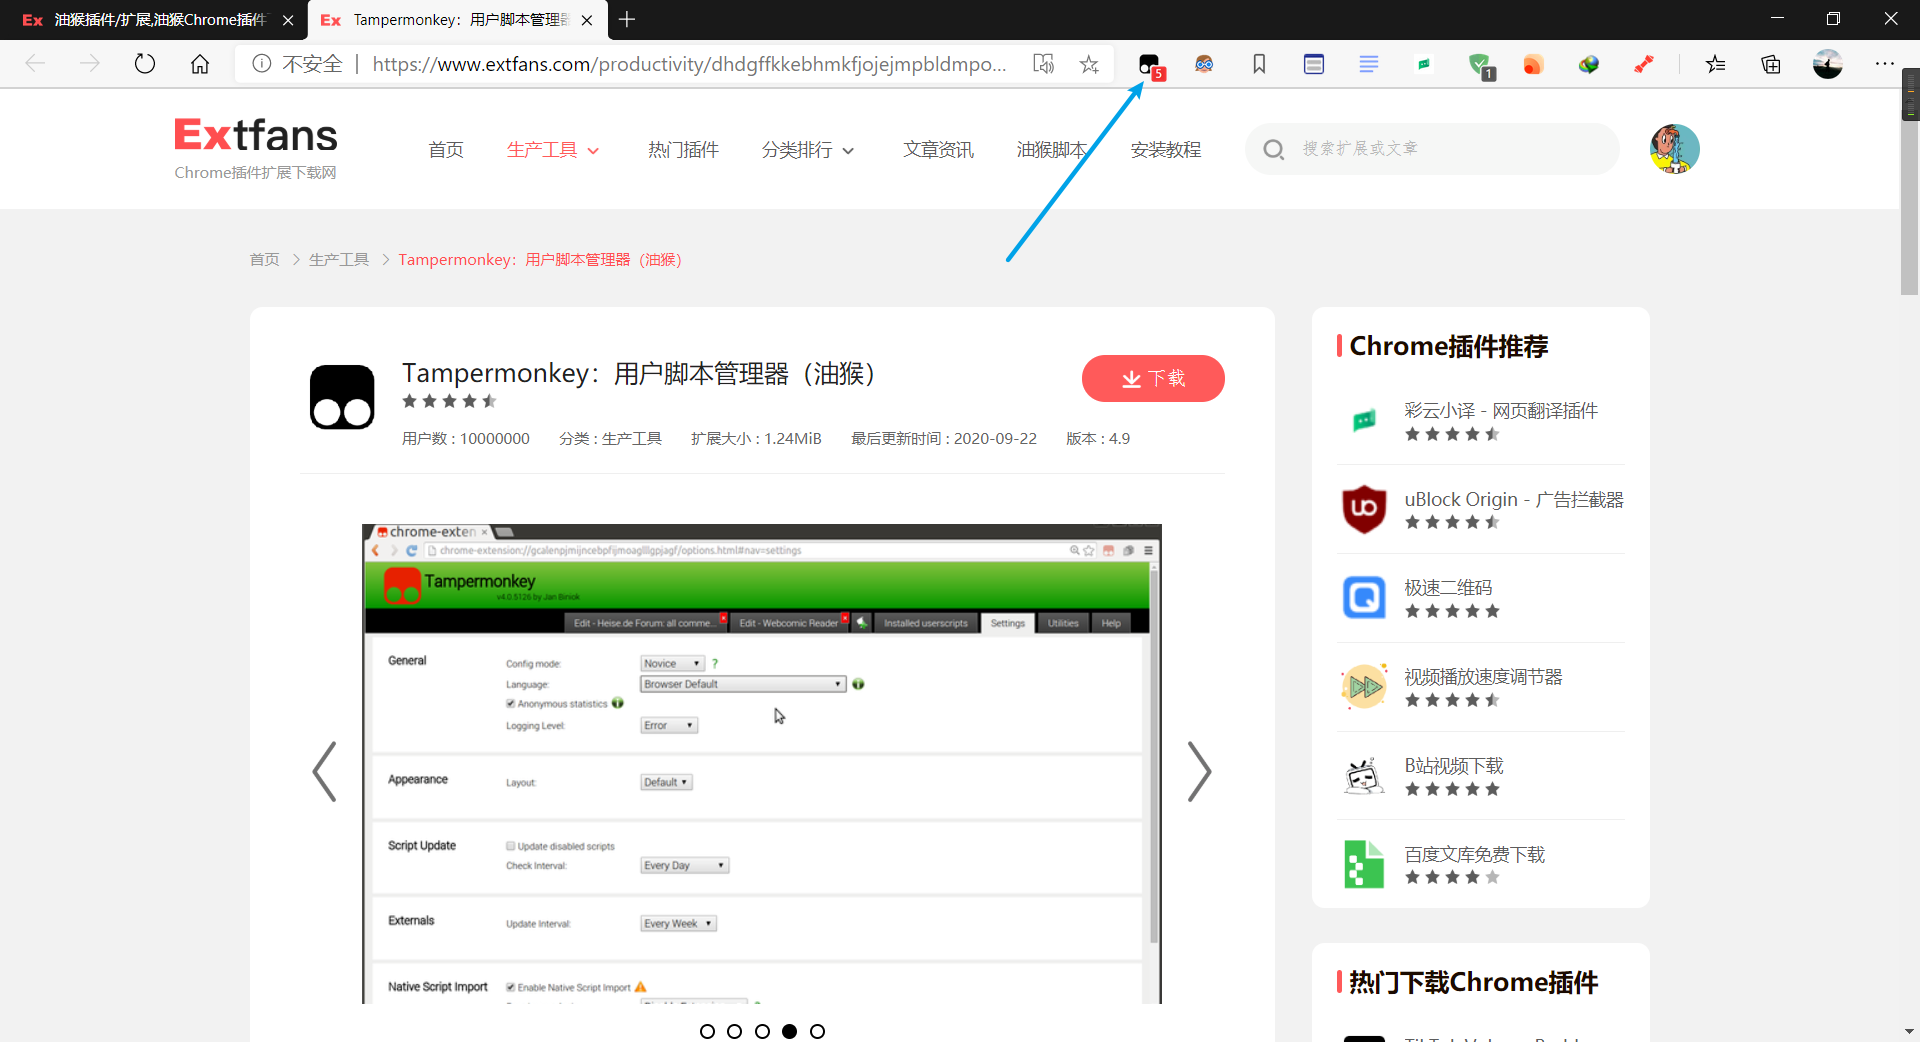 Ex 油猴插件/扩展,油猴Chrome插件
Ex Tampermonkey：用户脚本管理器
不安全 | https://www.extfans.com/productivity/dhdgffkkebhmkfjojejmpbldmpo...
5
1
Extfans
Chrome插件扩展下载网
首页 生产工具 热门插件 分类排行 文章资讯 油猴脚本 安装教程 搜索扩展或文章
首页 > 生产工具 > Tampermonkey：用户脚本管理器（油猴）
Tampermonkey：用户脚本管理器（油猴）
下载
用户数 : 10000000 分类 : 生产工具 扩展大小 : 1.24MiB 最后更新时间 : 2020-09-22 版本 : 4.9
chrome-exten
chrome-extension://gcalenpjmijncebpfijmoaglllgpjagf/options.html#nav=settings
Tampermonkey
v4.0.5126 by Jan Biniok
Edit - Heise.de Forum: all comme... Edit - Webcomic Reader Installed userscripts Settings Utilities Help
General
Config mode: Novice ?
Language: Browser Default
Anonymous statistics
Logging Level: Error
Appearance
Layout: Default
Script Update
Update disabled scripts
Check Interval: Every Day
Externals
Update Interval: Every Week
Native Script Import
Enable Native Script Import
Chrome插件推荐
彩云小译 - 网页翻译插件
uBlock Origin - 广告拦截器
极速二维码
视频播放速度调节器
B站视频下载
百度文库免费下载
热门下载Chrome插件